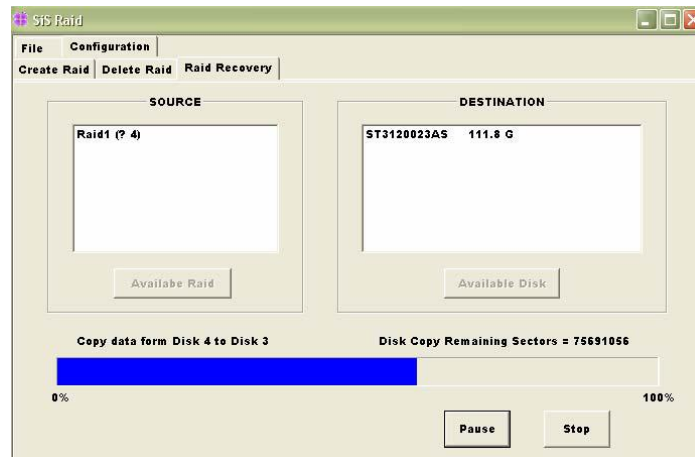 SiS Raid
File Configuration
Create Raid Delete Raid Raid Recovery
SOURCE DESTINATION
Raid1 (? 4) ST3120023AS 111.8 G
Availabe Raid Available Disk
Copy data form Disk 4 to Disk 3 Disk Copy Remaining Sectors = 75691056
0% 100%
Pause Stop